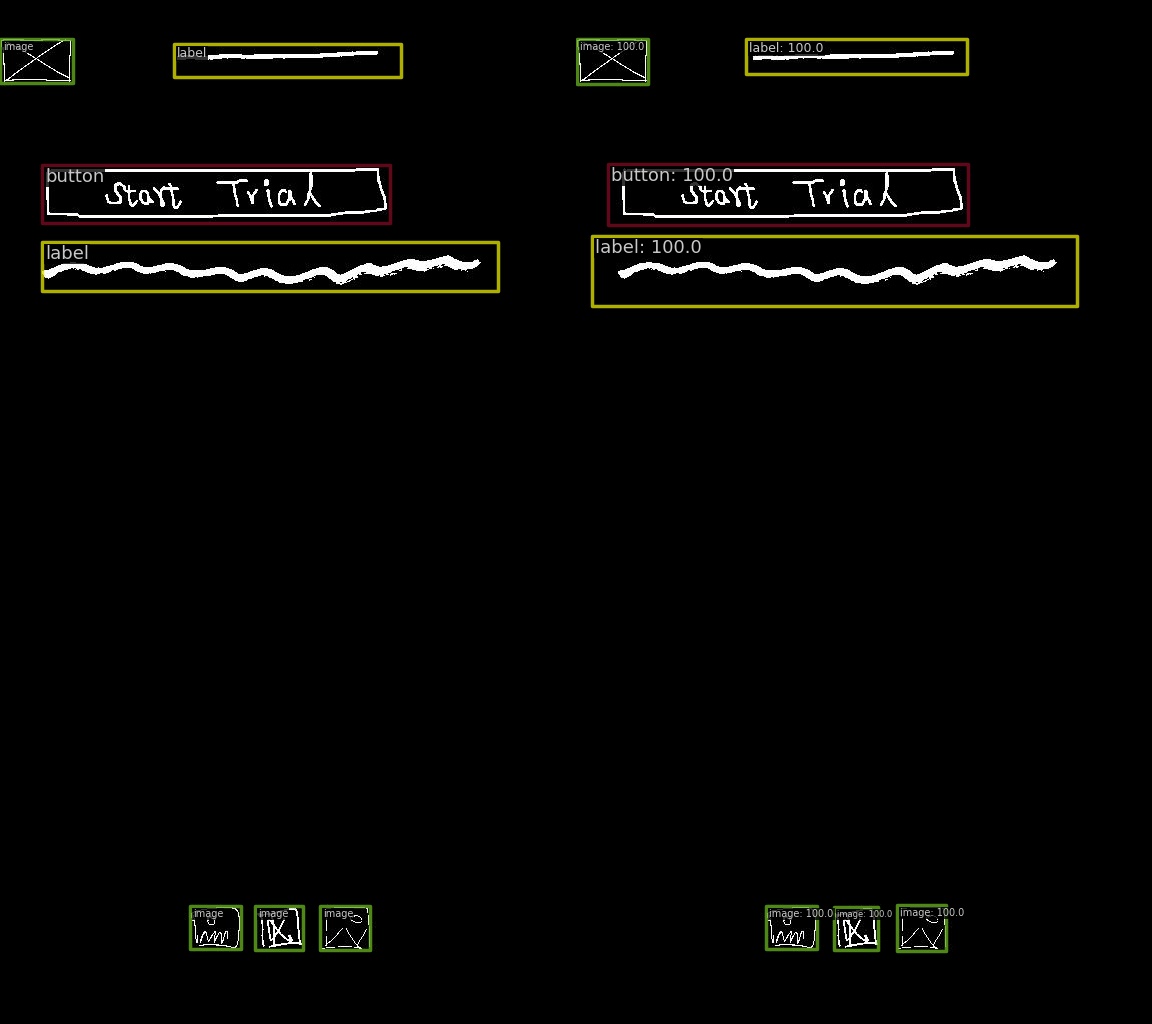 image label image: 100.0 label: 100.0
button button: 100.0
Start Trial Start Trial
label label: 100.0
image image image image: 100.0 image: 100.0 image: 100.0